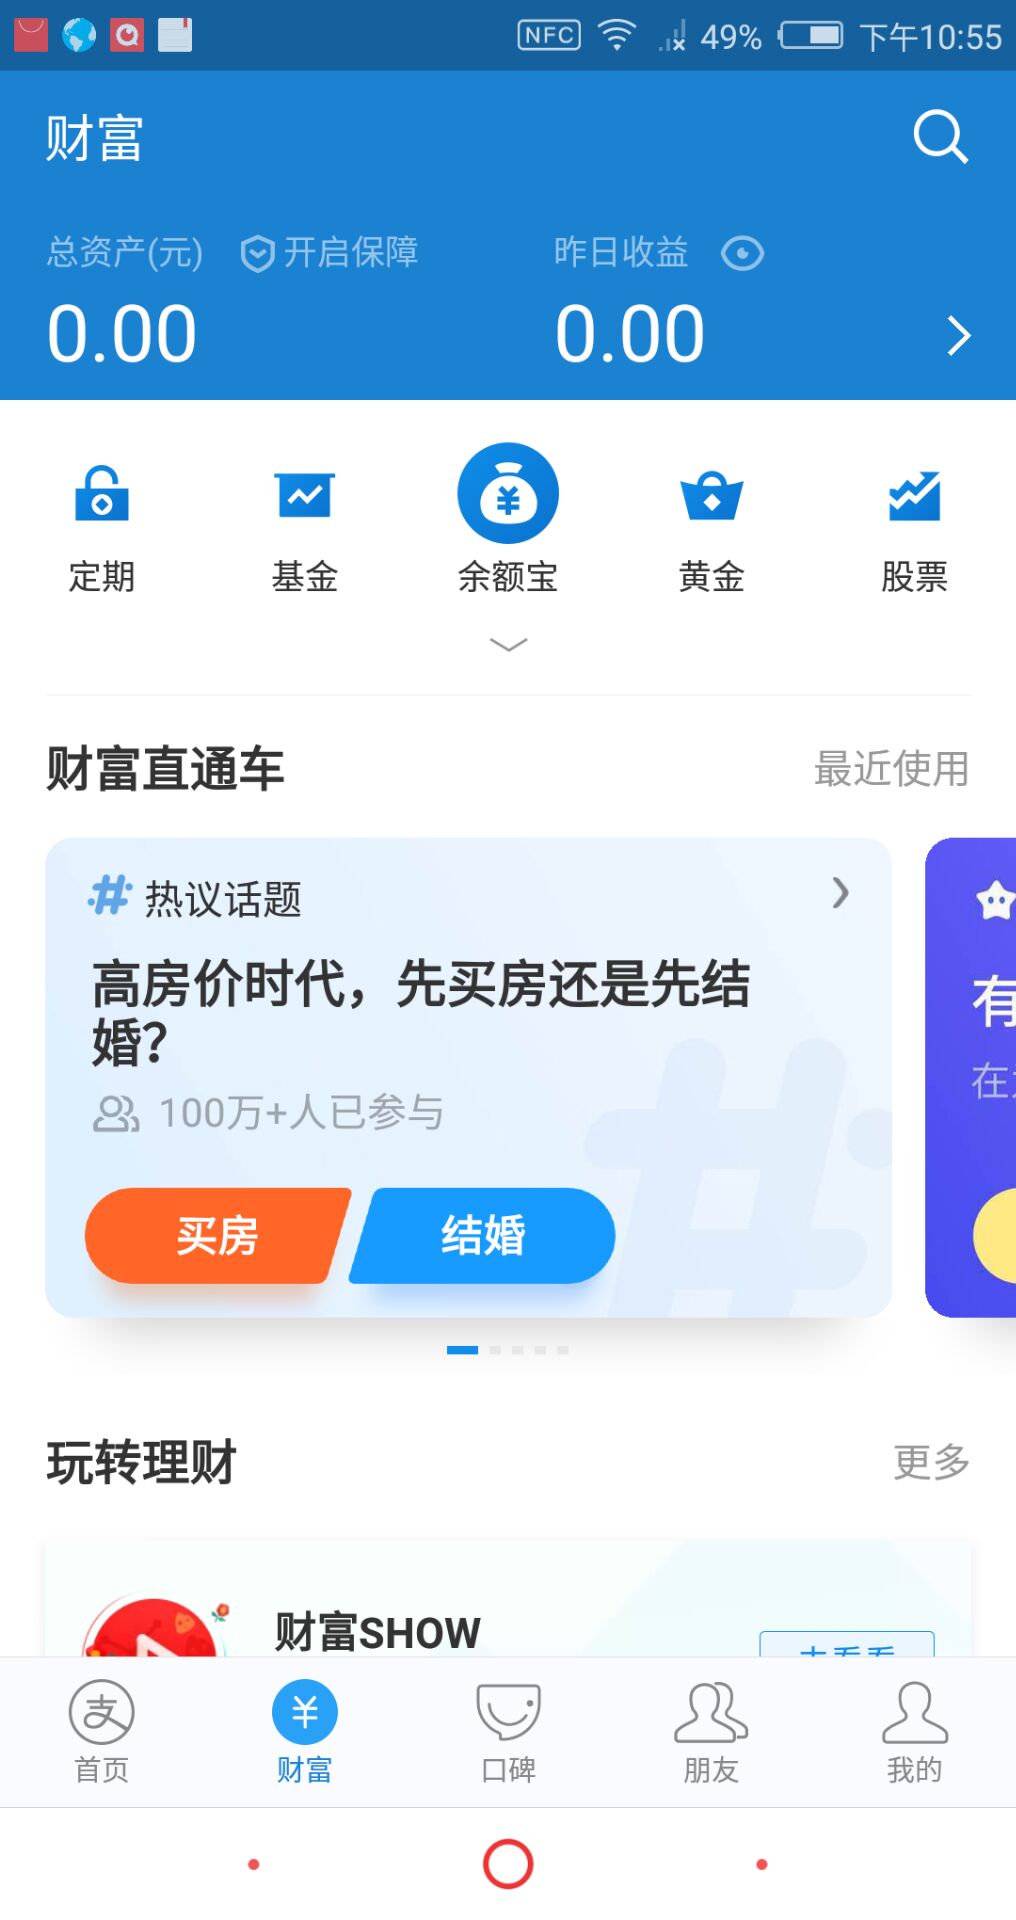 NFC 49% 下午10:55
财富
总资产(元) 开启保障 昨日收益
0.00 0.00
定期 基金 余额宝 黄金 股票
财富直通车 最近使用
热议话题
高房价时代，先买房还是先结
婚？
100万+人已参与
买房 结婚
有
在
玩转理财 更多
财富SHOW
去看看
首页 财富 口碑 朋友 我的